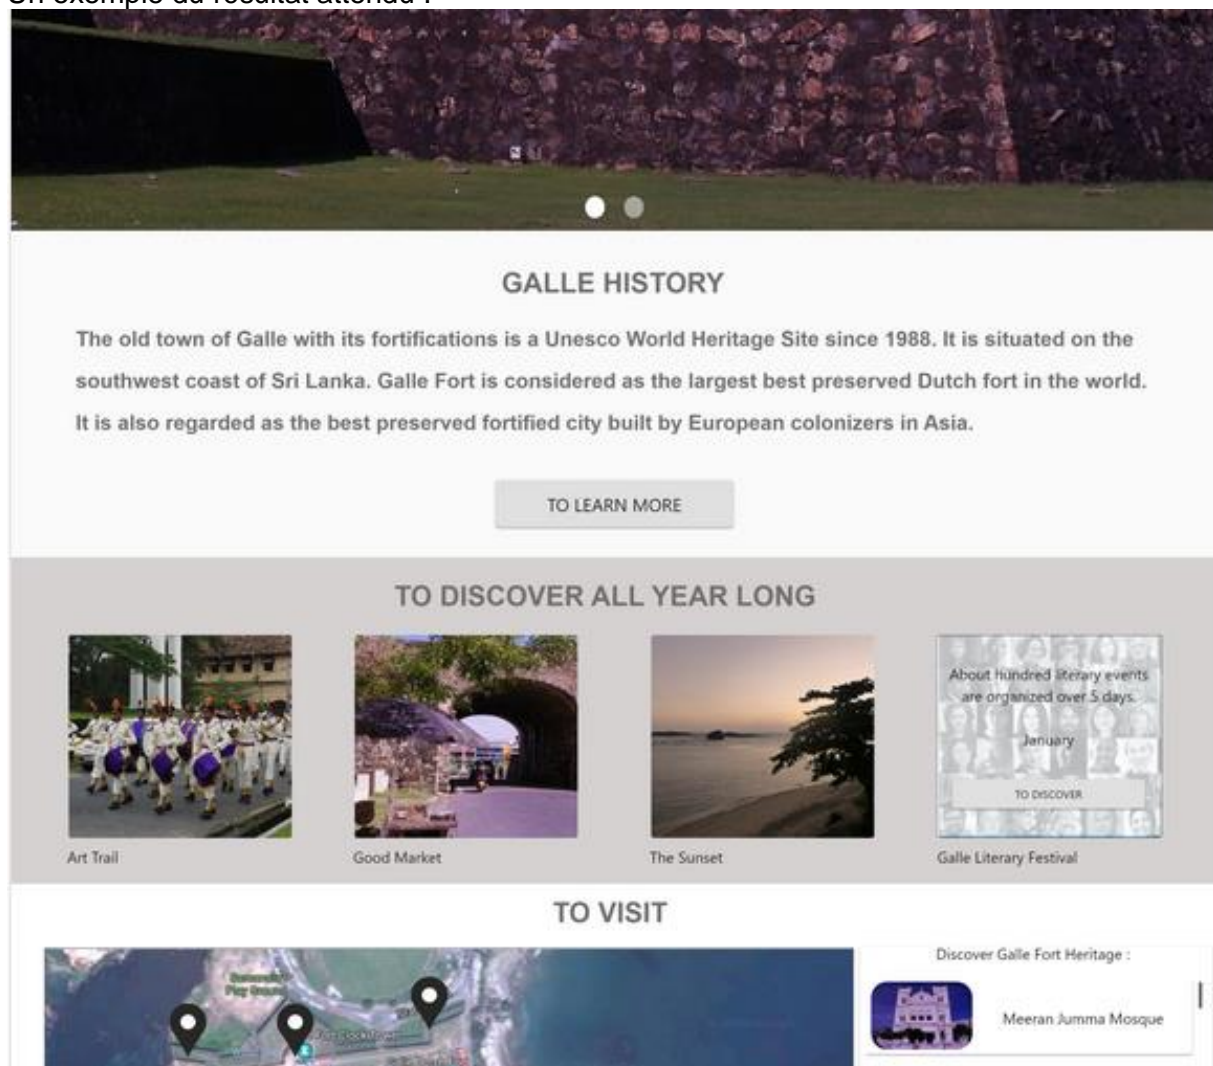 Un exemple du résultat attendu :
GALLE HISTORY
The old town of Galle with its fortifications is a Unesco World Heritage Site since 1988. It is situated on the
southwest coast of Sri Lanka. Galle Fort is considered as the largest best preserved Dutch fort in the world.
It is also regarded as the best preserved fortified city built by European colonizers in Asia.
TO LEARN MORE
TO DISCOVER ALL YEAR LONG
About hundred literary events
are organized over 5 days.
January
TO DISCOVER
Art Trail
Good Market
The Sunset
Galle Literary Festival
TO VISIT
Discover Galle Fort Heritage :
Play Ground
Meeran Jumma Mosque